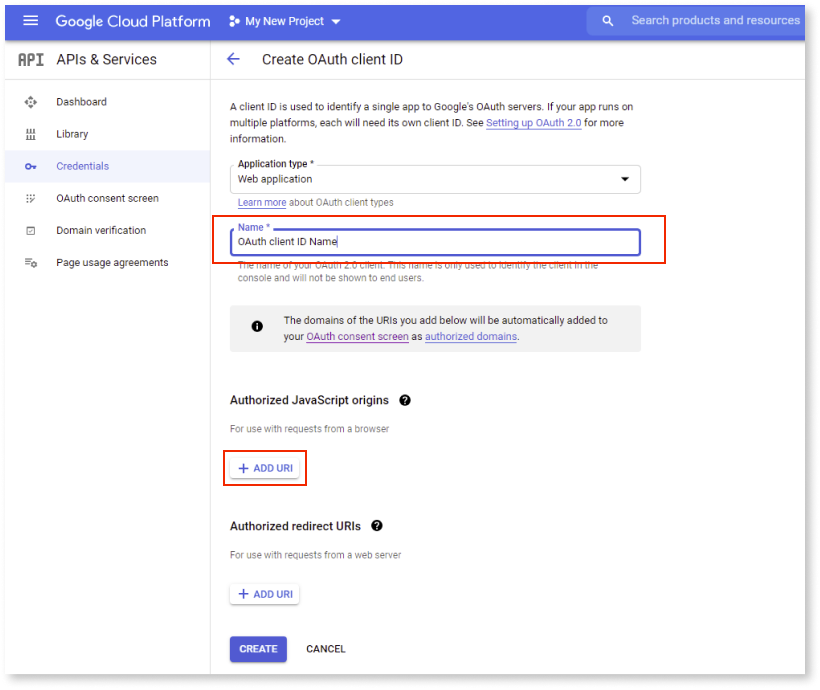 Google Cloud Platform
My New Project
Search products and resources
API APIs & Services
Create OAuth client ID
Dashboard
Library
Credentials
OAuth consent screen
Domain verification
Page usage agreements
A client ID is used to identify a single app to Google's OAuth servers. If your app runs on
multiple platforms, each will need its own client ID. See Setting up OAuth 2.0 for more
information.
Application type *
Web application
Learn more about OAuth client types
Name *
OAuth client ID Name
The name of your OAuth 2.0 client. This name is only used to identify the client in the
console and will not be shown to end users.
The domains of the URIs you add below will be automatically added to
your OAuth consent screen as authorized domains.
Authorized JavaScript origins
For use with requests from a browser
+ ADD URI
Authorized redirect URIs
For use with requests from a web server
+ ADD URI
CREATE
CANCEL